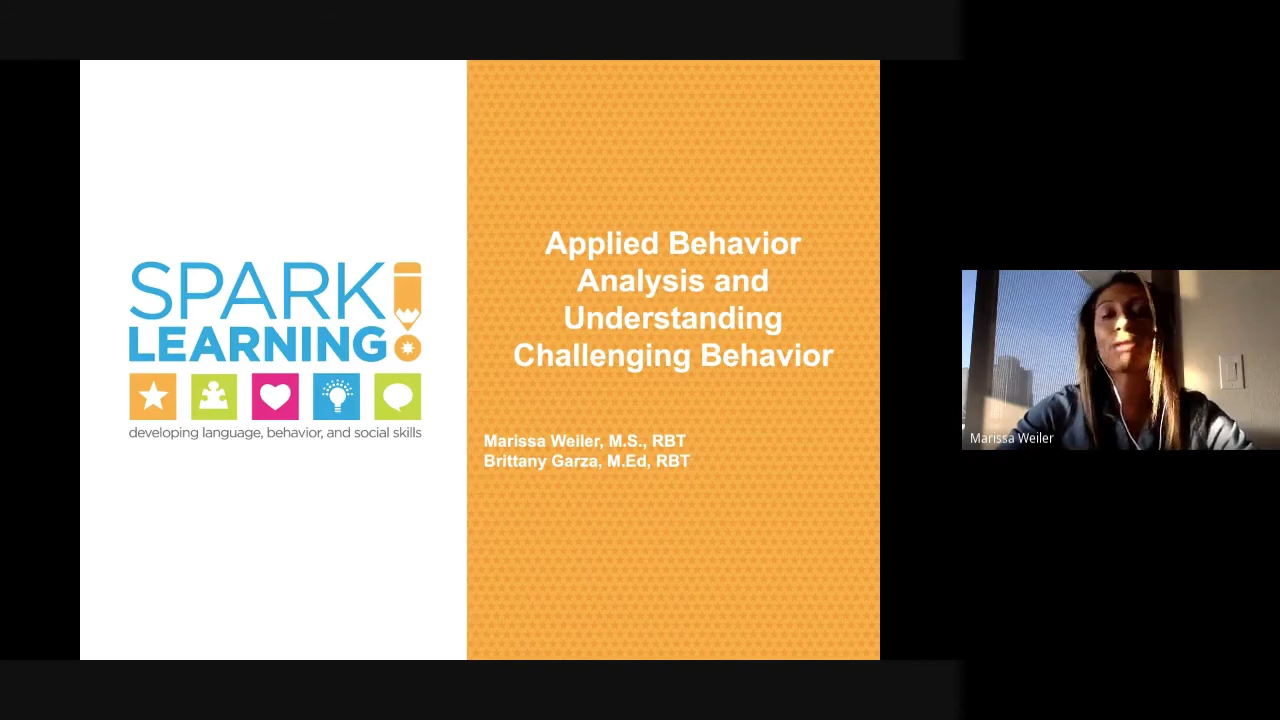 SPARK
LEARNING
developing language, behavior, and social skills
Applied Behavior
Analysis and
Understanding
Challenging Behavior
Marissa Weiler, M.S., RBT
Brittany Garza, M.Ed, RBT
Marissa Weiler